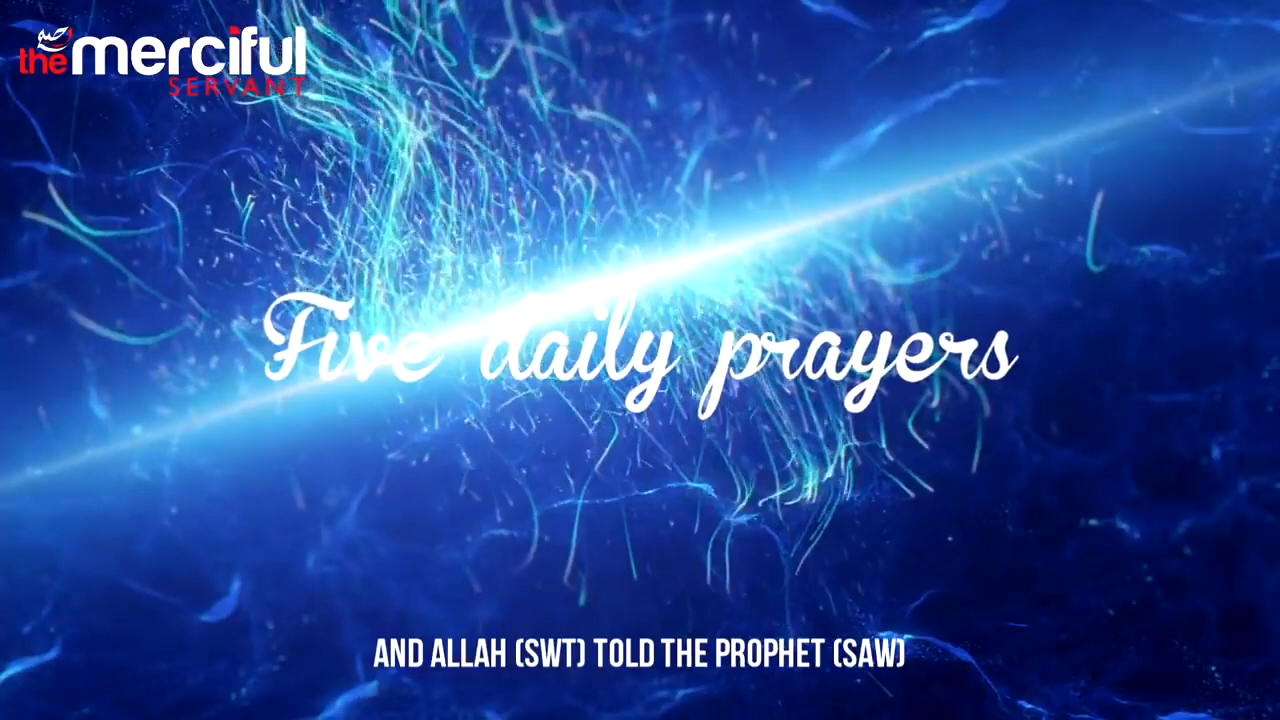 the merciful
SERVANT
Five daily prayers
AND ALLAH (SWT) TOLD THE PROPHET (SAW)